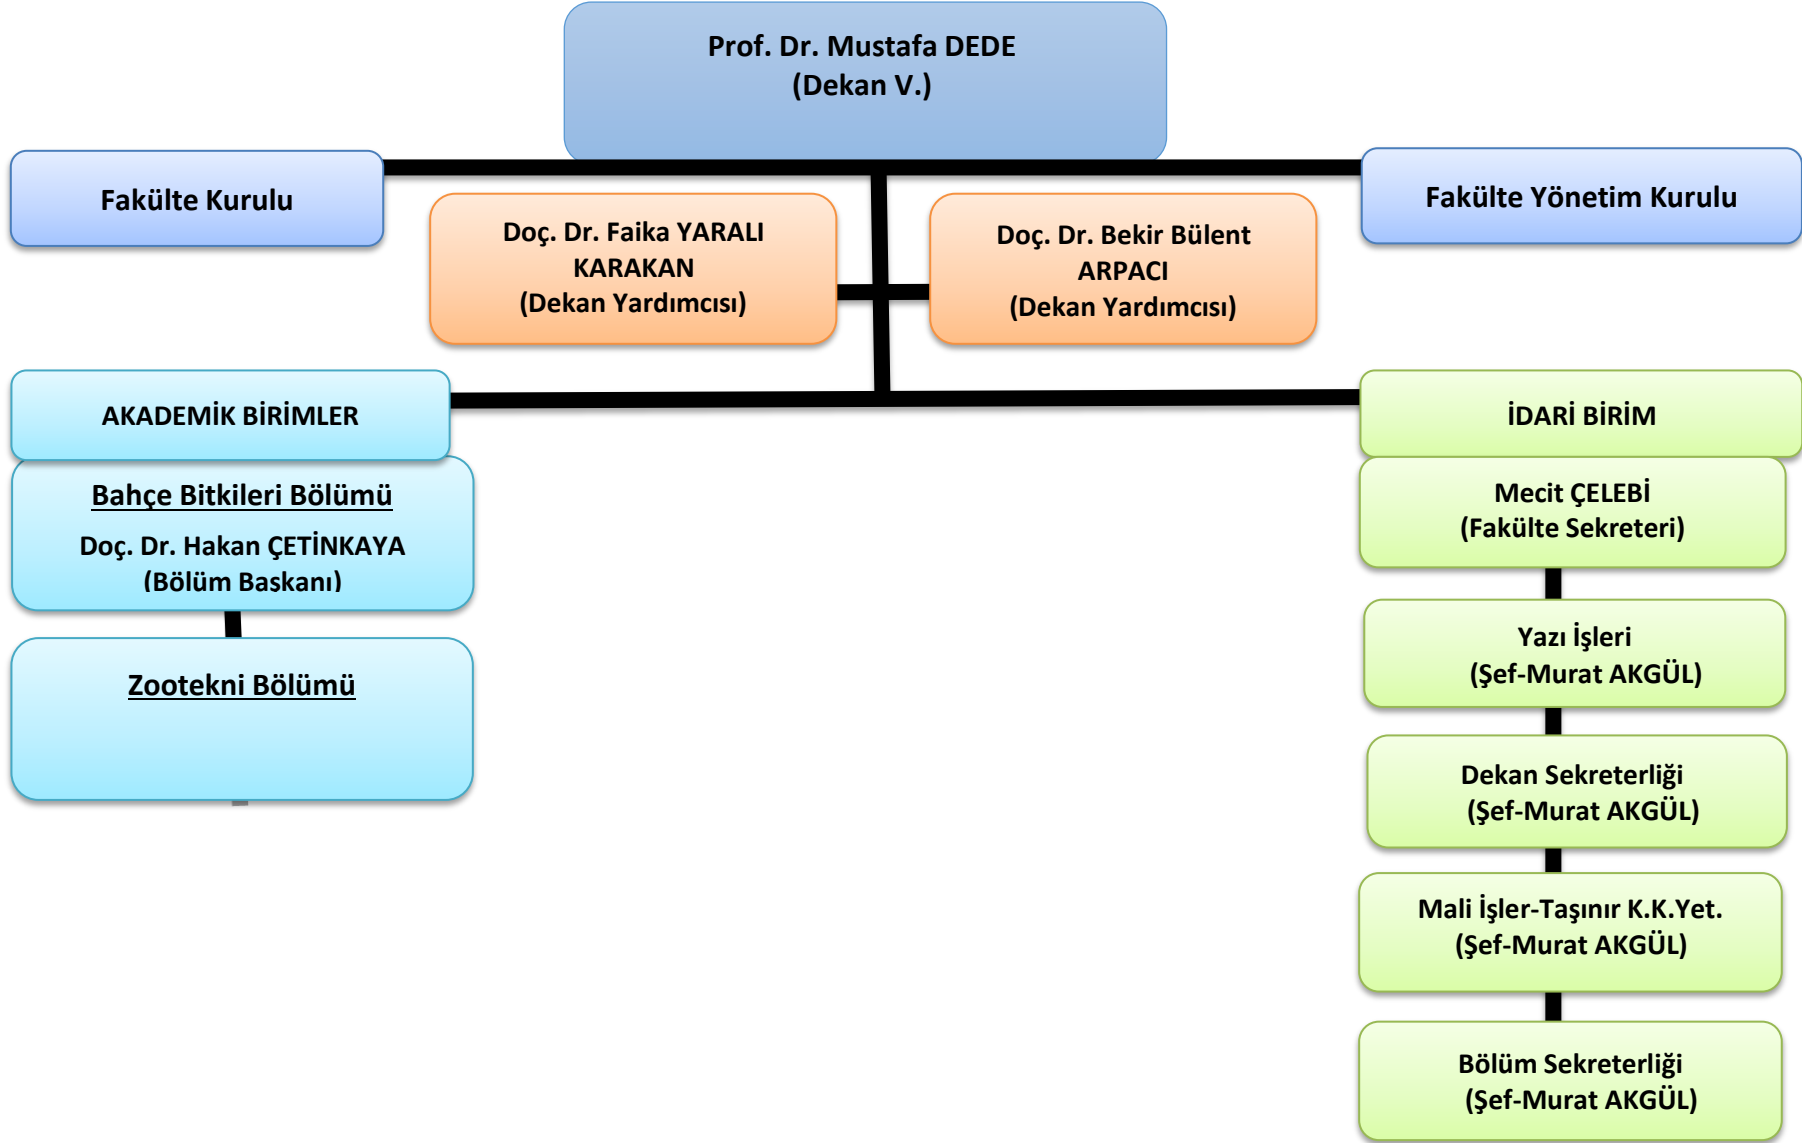 Prof. Dr. Mustafa DEDE
(Dekan V.)
Fakülte Kurulu
Fakülte Yönetim Kurulu
Doç. Dr. Faika YARALI
KARAKAN
(Dekan Yardımcısı)
Doç. Dr. Bekir Bülent
ARPACI
(Dekan Yardımcısı)
AKADEMİK BİRİMLER
Bahçe Bitkileri Bölümü
Doç. Dr. Hakan ÇETİNKAYA
(Bölüm Başkanı)
Zootekni Bölümü
İDARİ BİRİM
Mecit ÇELEBİ
(Fakülte Sekreteri)
Yazı İşleri
(Şef-Murat AKGÜL)
Dekan Sekreterliği
(Şef-Murat AKGÜL)
Mali İşler-Taşınır K.K.Yet.
(Şef-Murat AKGÜL)
Bölüm Sekreterliği
(Şef-Murat AKGÜL)